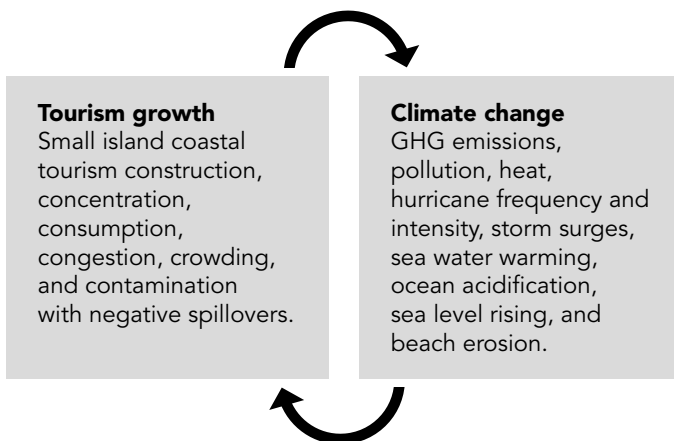 Tourism growth
Small island coastal
tourism construction,
concentration,
consumption,
congestion, crowding,
and contamination
with negative spillovers.
Climate change
GHG emissions,
pollution, heat,
hurricane frequency and
intensity, storm surges,
sea water warming,
ocean acidification,
sea level rising, and
beach erosion.